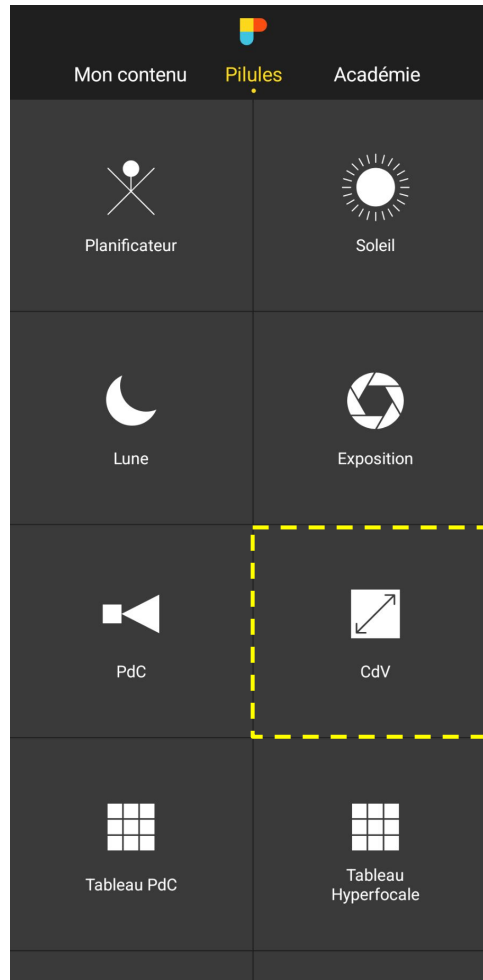 Mon contenu Pilules Académie
Planificateur
Soleil
Lune
Exposition
PdC
CdV
Tableau PdC
Tableau
Hyperfocale